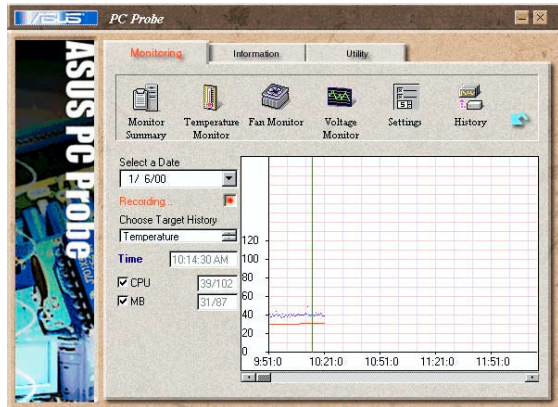 ASUS PC Probe
Monitoring Information Utility
Monitor Summary
Temperature Monitor
Fan Monitor
Voltage Monitor
Settings
History
ASUS PC Probe
Select a Date
1/ 6/00
Recording...
Choose Target History
Temperature
Time 10:14:30 AM
CPU 39/102
MB 31/87
120
100
80
60
40
20
0
9:51:0 10:21:0 10:51:0 11:21:0 11:51:0